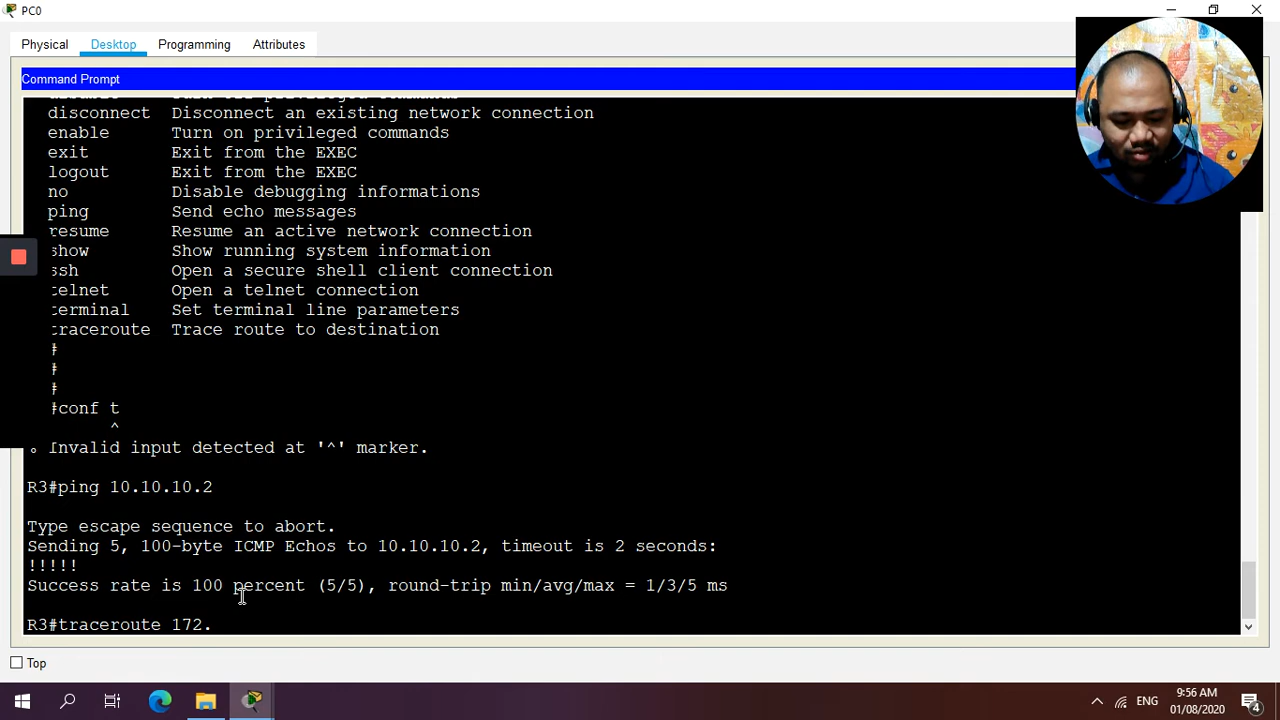 PC0
Physical Desktop Programming Attributes
Command Prompt
disconnect Disconnect an existing network connection
enable Turn on privileged commands
exit Exit from the EXEC
logout Exit from the EXEC
no Disable debugging informations
ping Send echo messages
resume Resume an active network connection
show Show running system information
ssh Open a secure shell client connection
telnet Open a telnet connection
terminal Set terminal line parameters
traceroute Trace route to destination
#
#
#
#conf t
^
Invalid input detected at '^' marker.
R3#ping 10.10.10.2
Type escape sequence to abort.
Sending 5, 100-byte ICMP Echos to 10.10.10.2, timeout is 2 seconds:
!!!!!
Success rate is 100 percent (5/5), round-trip min/avg/max = 1/3/5 ms
R3#traceroute 172.
Top
ENG
9:56 AM
01/08/2020
4